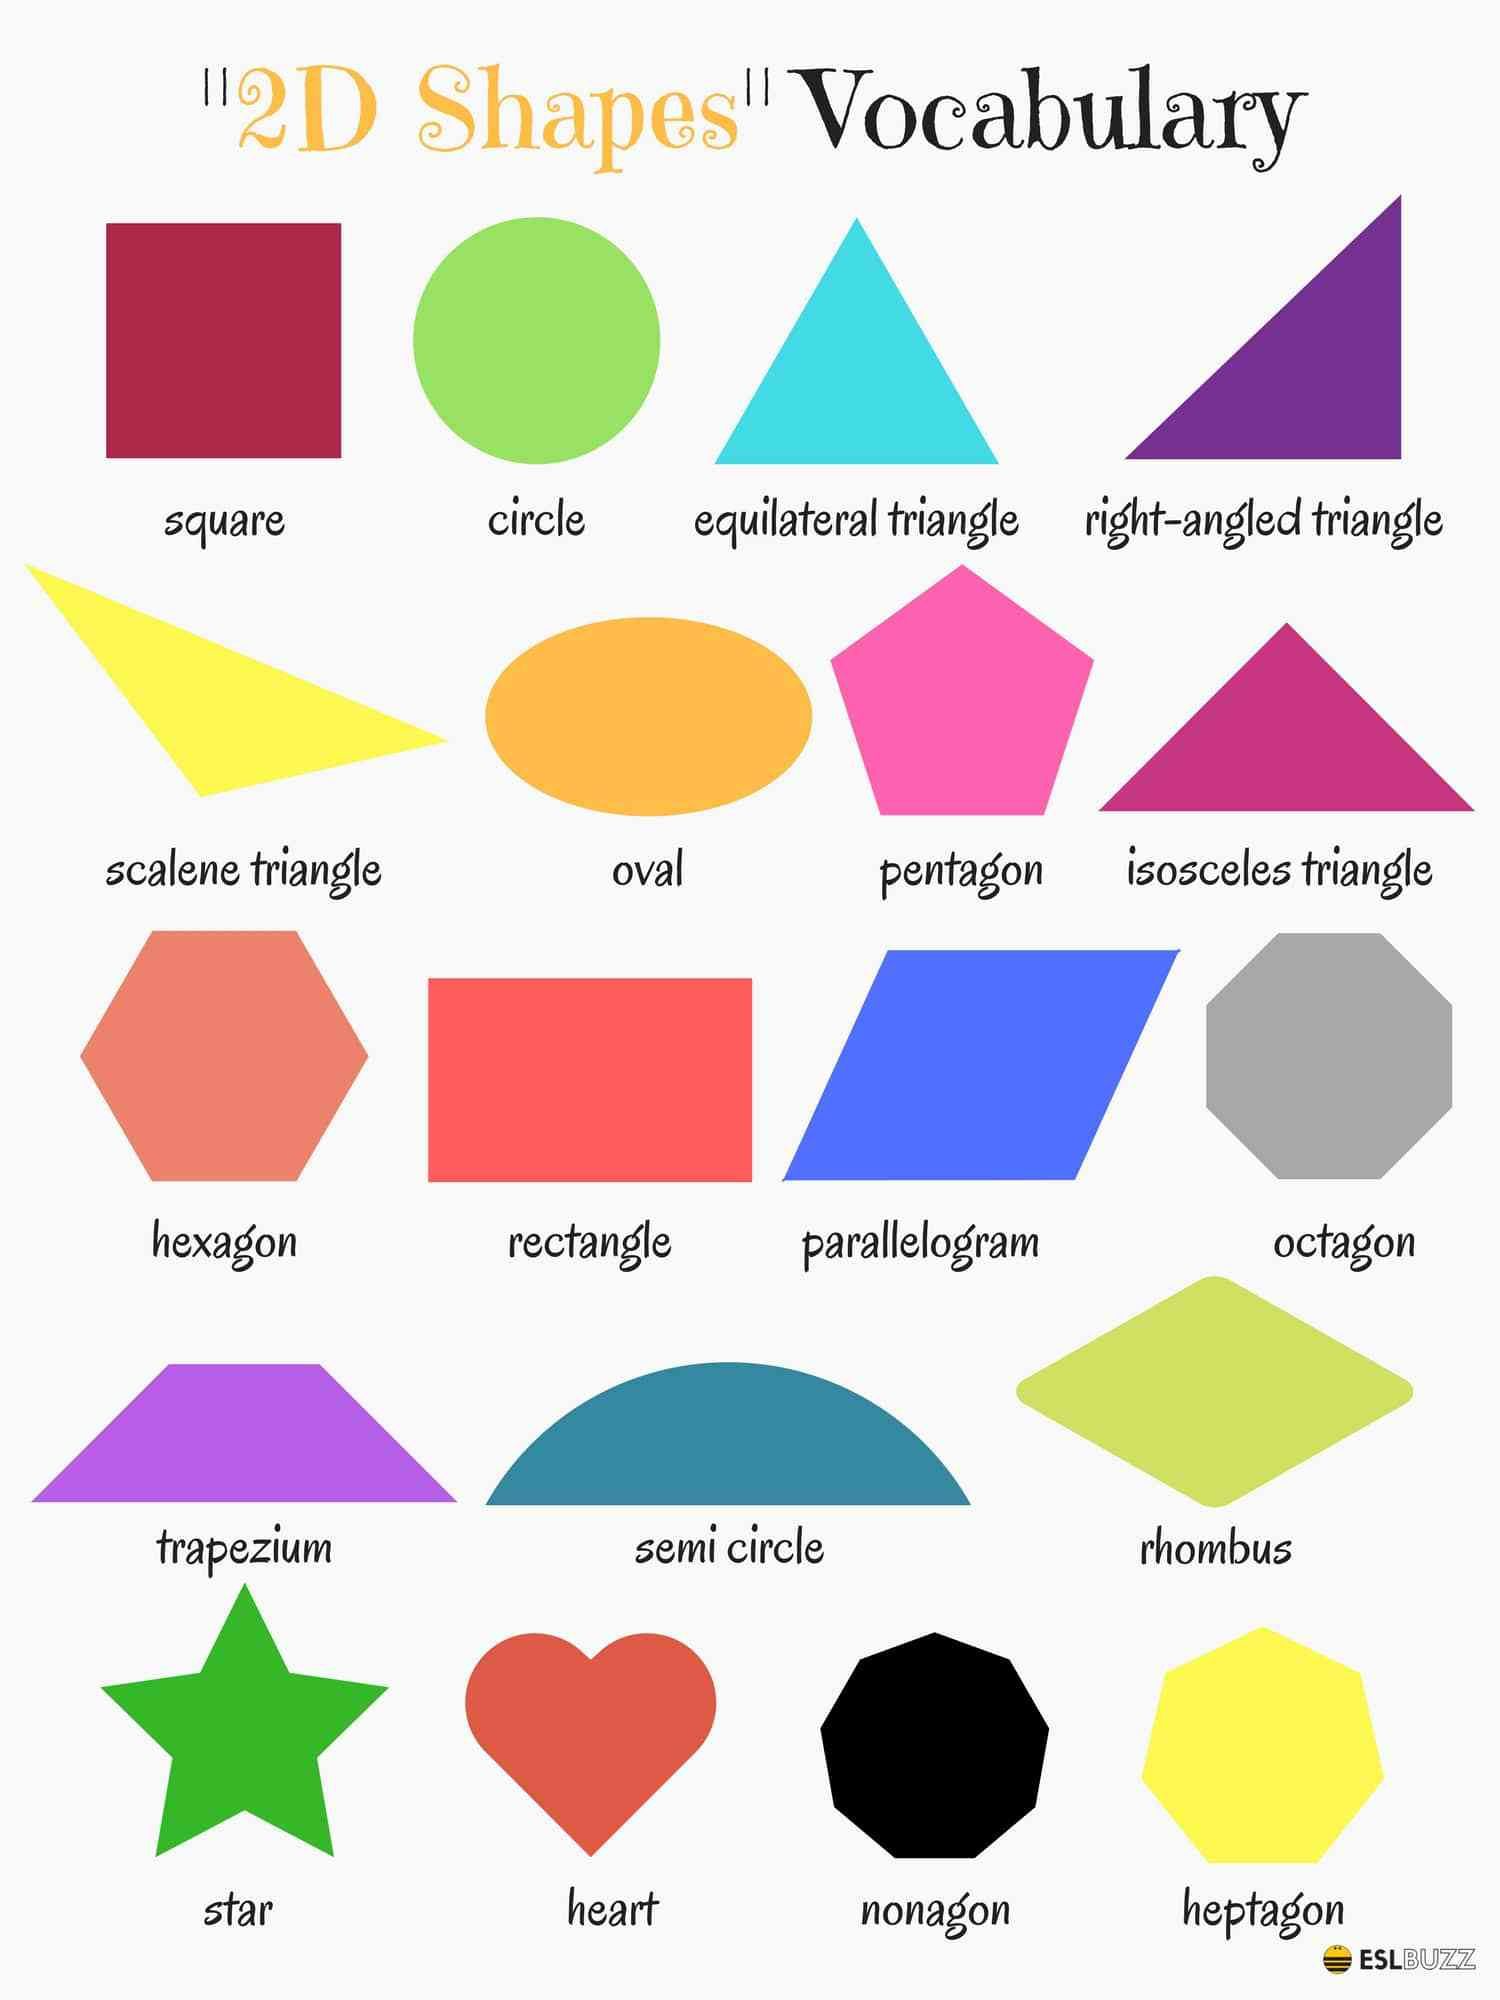 "2D Shapes" Vocabulary
square circle equilateral triangle right-angled triangle
scalene triangle oval pentagon isosceles triangle
hexagon rectangle parallelogram octagon
trapezium semi circle rhombus
star heart nonagon heptagon
ESLBUZZ